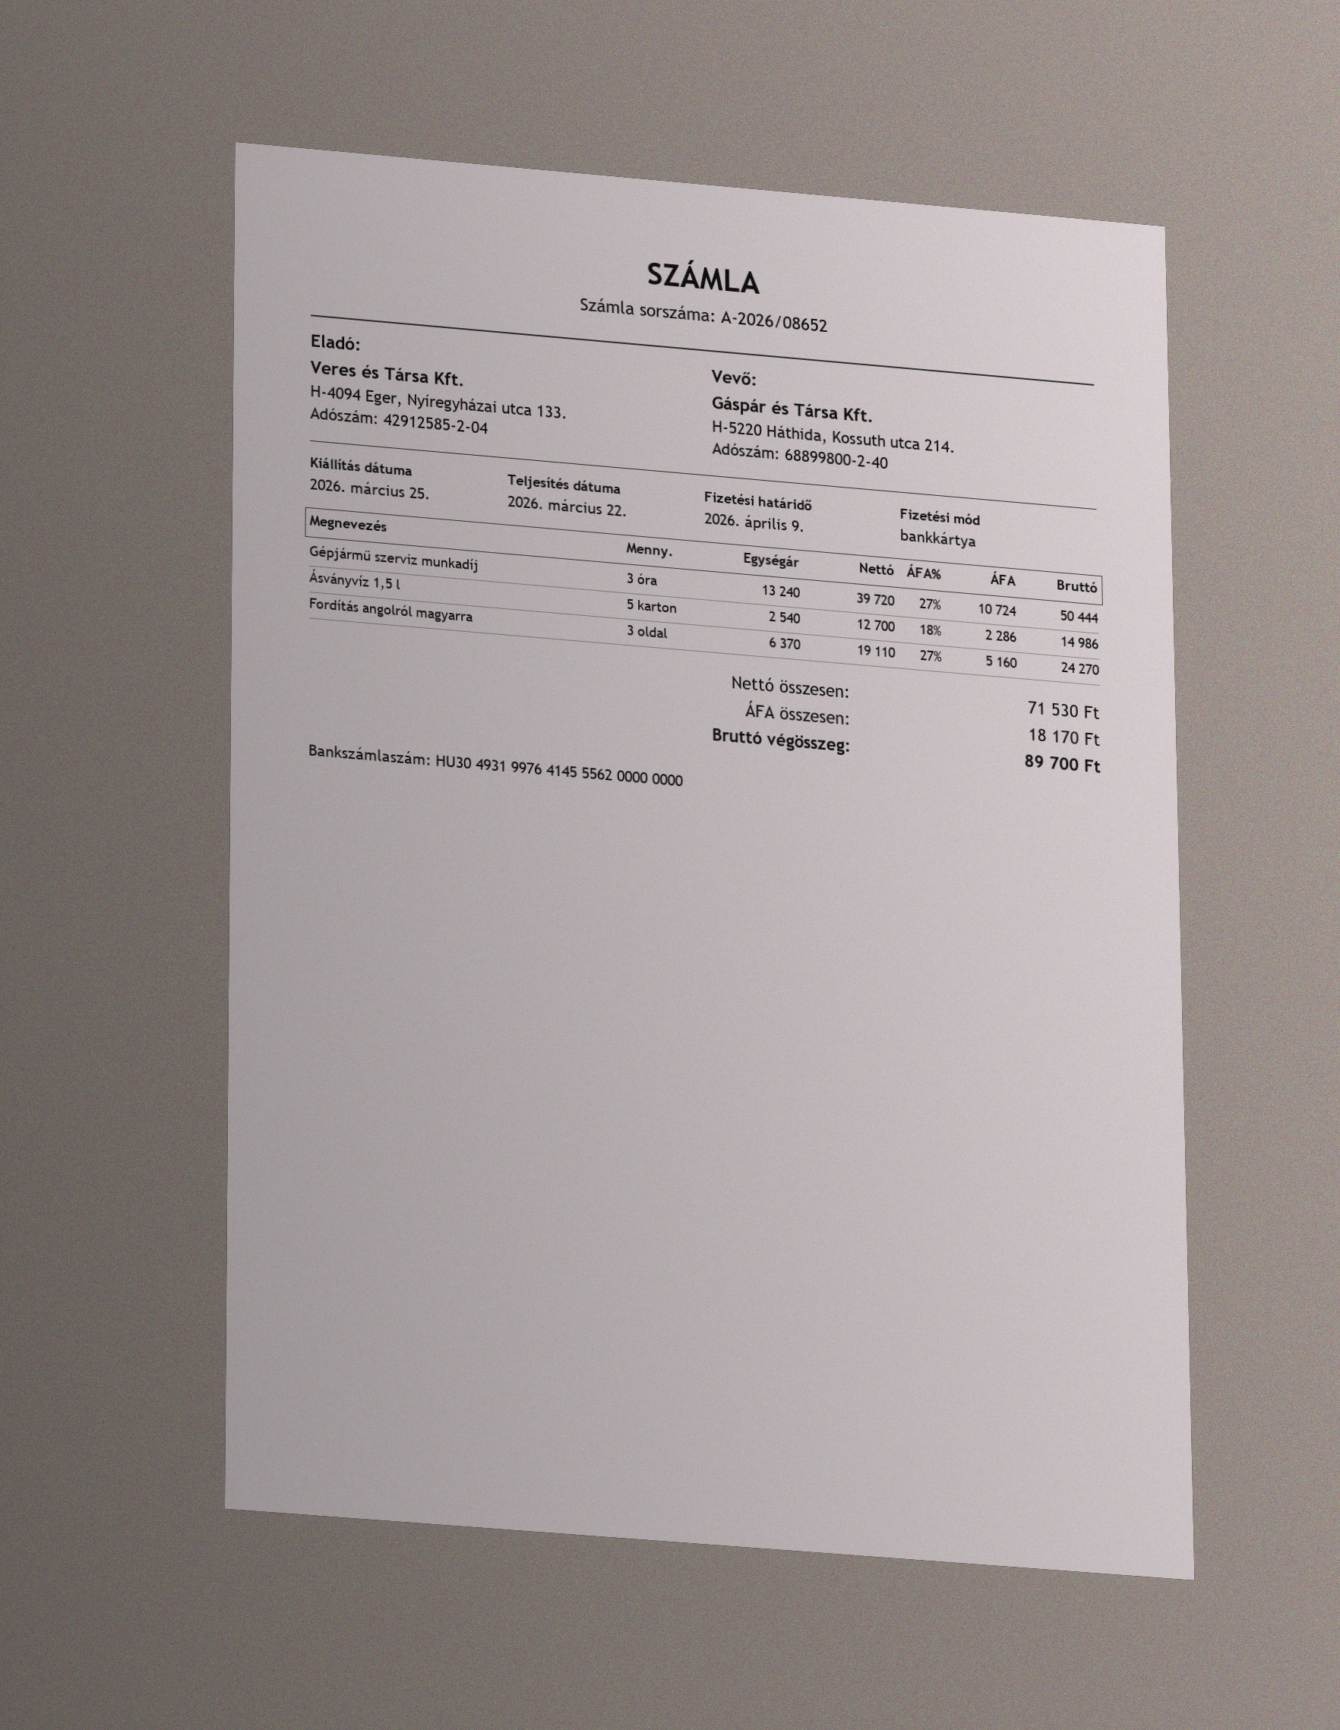 SZÁMLA
Számla sorszáma: A-2026/08652
Eladó:
Veres és Társa Kft.
H-4094 Eger, Nyíregyházai utca 133.
Adószám: 42912585-2-04
Vevő:
Gáspár és Társa Kft.
H-5220 Háthida, Kossuth utca 214.
Adószám: 68899800-2-40
Kiállítás dátuma
2026. március 25.
Teljesítés dátuma
2026. március 22.
Fizetési határidő
2026. április 9.
Fizetési mód
bankkártya
Megnevezés Menny. Egységár Nettó ÁFA% ÁFA Bruttó
Gépjármű szerviz munkadíj 3 óra 13 240 39 720 27% 10 724 50 444
Ásványvíz 1,5 l 5 karton 2 540 12 700 18% 2 286 14 986
Fordítás angolról magyarra 3 oldal 6 370 19 110 27% 5 160 24 270
Nettó összesen: 71 530 Ft
ÁFA összesen: 18 170 Ft
Bruttó végösszeg: 89 700 Ft
Bankszámlaszám: HU30 4931 9976 4145 5562 0000 0000